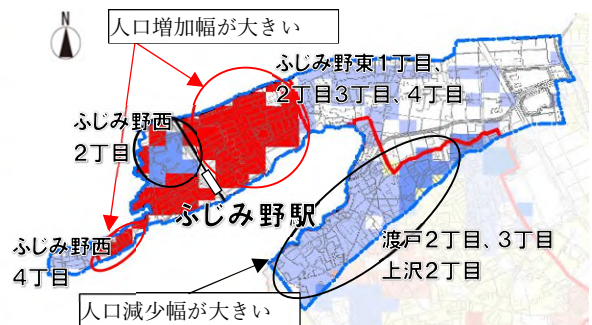 人口増加幅が大きい
N
ふじみ野東1丁目、
2丁目3丁目、4丁目
ふじみ野西
2丁目
ふじみ野駅
ふじみ野西
4丁目
渡戸2丁目、3丁目
上沢2丁目
人口減少幅が大きい